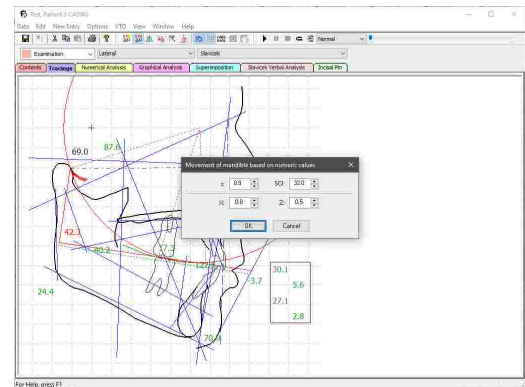 Test, Patient 3 CADIAS
Data Edit New Entry Options VTO View Window Help
Normal
Examination Lateral Slavicek
Contents Tracings Numerical Analysis Graphical Analysis Superimposition Slavicek Verbal Analysis Incisal Pin
87.6
69.0
Movement of mandible based on numeric values
s: 0.9 SCI: 32.0
X: 0.8 Z: 0.5
OK Cancel
42.3
40.2
24.4
-3.7
30.1
5.6
27.1
2.8
For Help, press F1